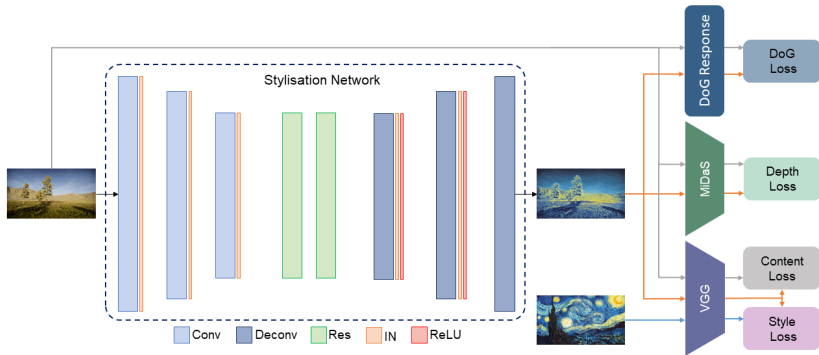 Stylisation Network
DoG Response
DoG
Loss
MiDaS
Depth
Loss
VGG
Content
Loss
Style
Loss
Conv
Deconv
Res
IN
ReLU